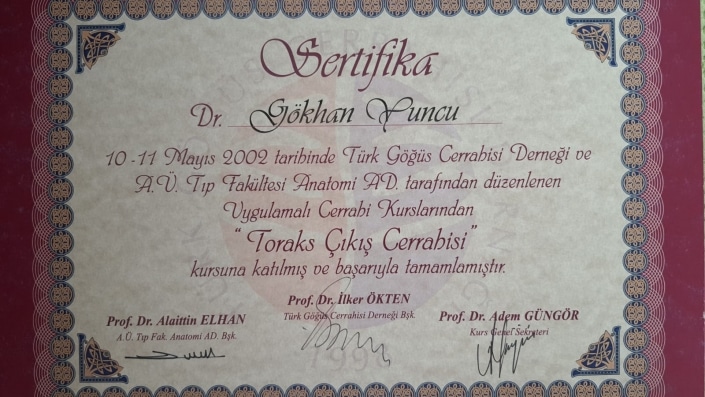 Sertifika
Dr. Gökhan Yuncu
10-11 Mayıs 2002 tarihinde Türk Göğüs Cerrahisi Derneği ve
A.Ü. Tıp Fakültesi Anatomi AD. tarafından düzenlenen
Uygulamalı Cerrahi Kurslarından
“Toraks Çıkış Cerrahisi”
kursuna katılmış ve başarıyla tamamlamıştır.
Prof. Dr. Alaittin ELHAN
A.Ü. Tıp Fak. Anatomi AD. Bşk.
Prof. Dr. İlker ÖKTEN
Türk Göğüs Cerrahisi Derneği Bşk.
Prof. Dr. Adem GÜNGÖR
Kurs Genel Sekreteri